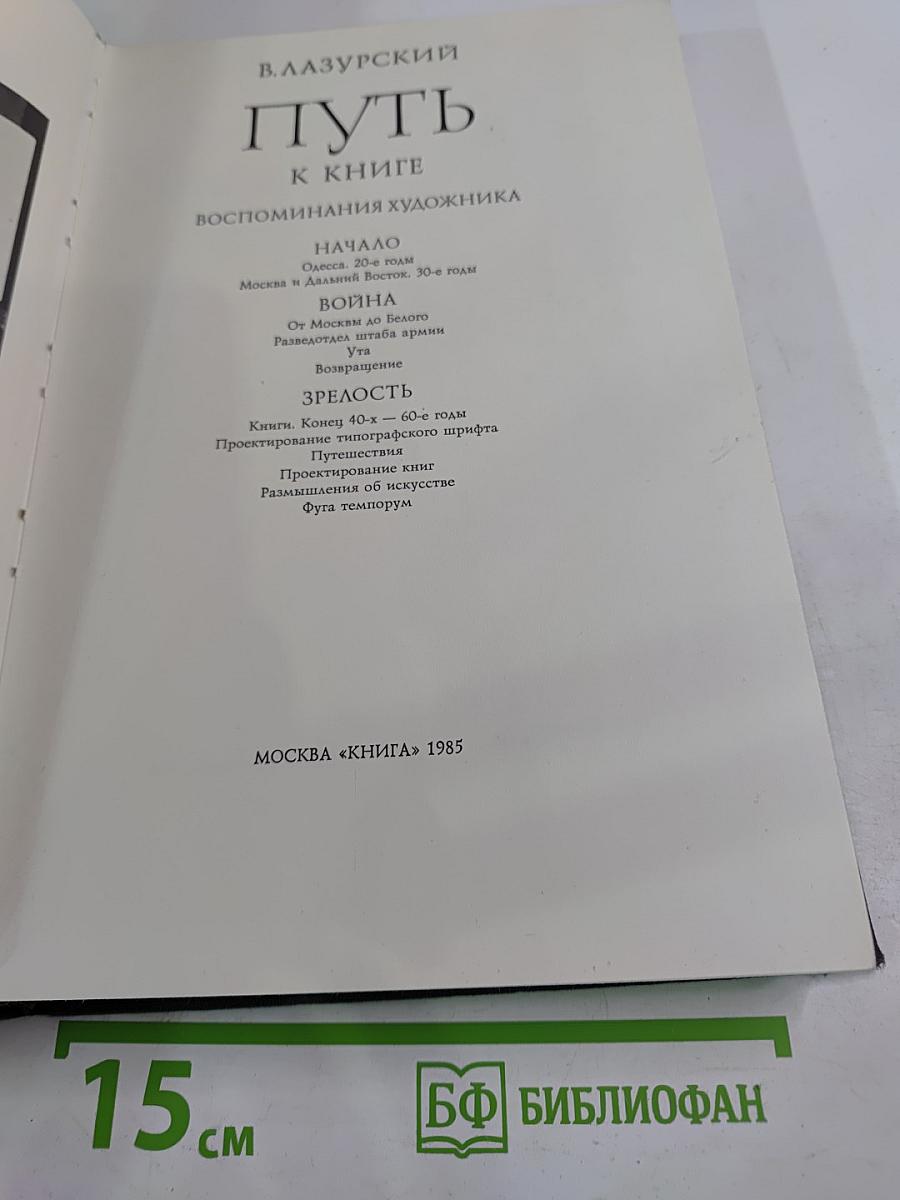 В. ЛАЗУРСКИЙ
ПУТЬ
К КНИГЕ
ВОСПОМИНАНИЯ ХУДОЖНИКА
НАЧАЛО
Одесса. 20-е годы
Москва и Дальний Восток. 30-е годы
ВОЙНА
От Москвы до Белого
Разведотдел штаба армии
Ута
Возвращение
ЗРЕЛОСТЬ
Книги. Конец 40-х — 60-е годы
Проектирование типографского шрифта
Путешествия
Проектирование книг
Размышления об искусстве
Фуга темпорум
МОСКВА «КНИГА» 1985
15 см
БФ БИБЛИОФАН